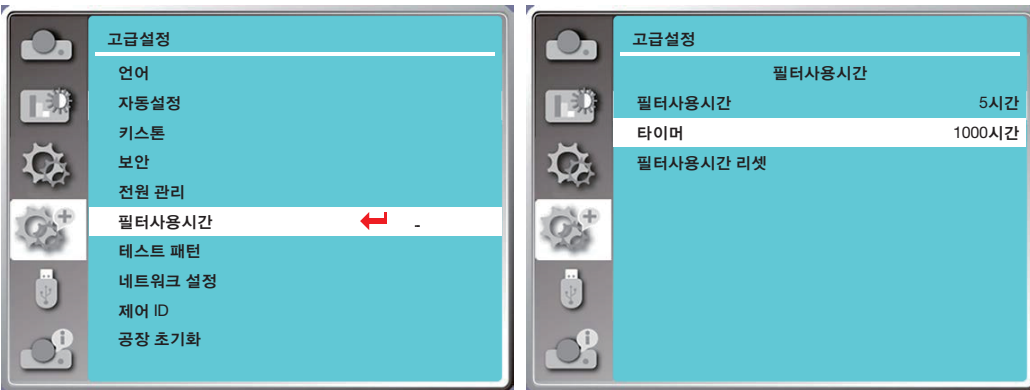 고급설정
언어
자동설정
키스톤
보안
전원 관리
필터사용시간 -
테스트 패턴
네트워크 설정
제어 ID
공장 초기화
고급설정
필터사용시간
필터사용시간 5시간
타이머 1000시간
필터사용시간 리셋